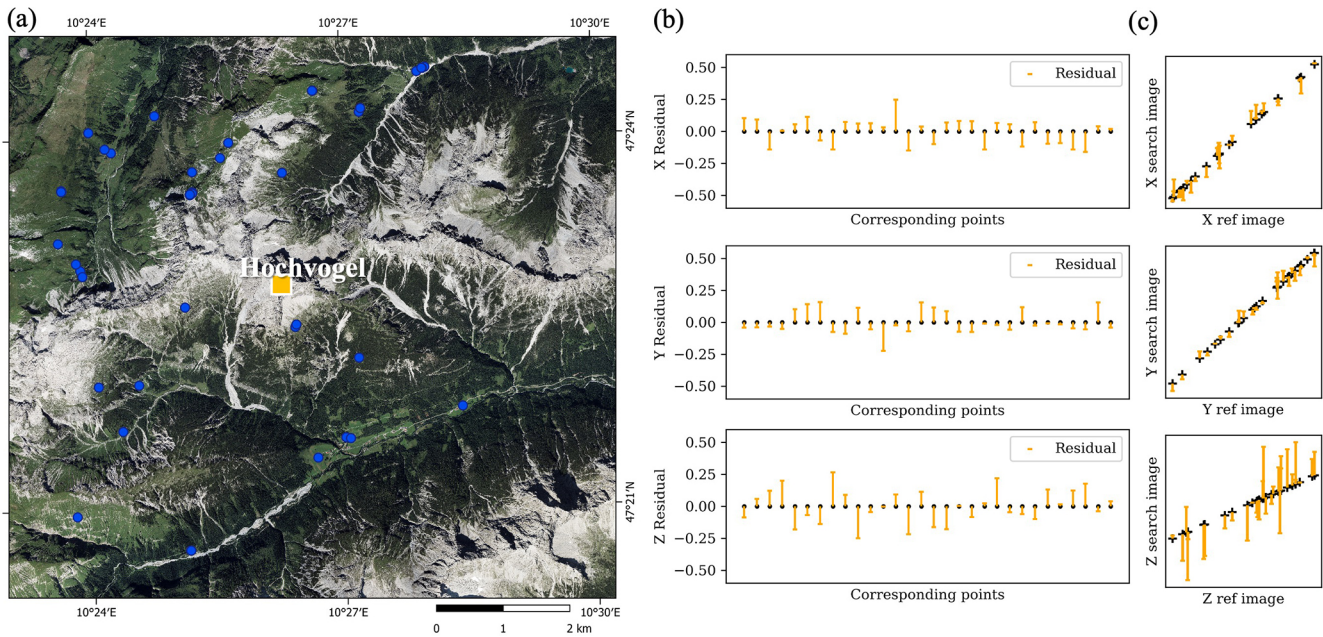 (a)
10°24′E
10°27′E
10°30′E
47°24′N
Hochvogel
47°21′N
10°24′E
10°27′E
10°30′E
0 1 2 km
(b)
0.50
0.25
0.00
−0.25
−0.50
X Residual
Residual
Corresponding points
0.50
0.25
0.00
−0.25
−0.50
Y Residual
Residual
Corresponding points
0.50
0.25
0.00
−0.25
−0.50
Z Residual
Residual
Corresponding points
(c)
X search image
X ref image
Y search image
Y ref image
Z search image
Z ref image